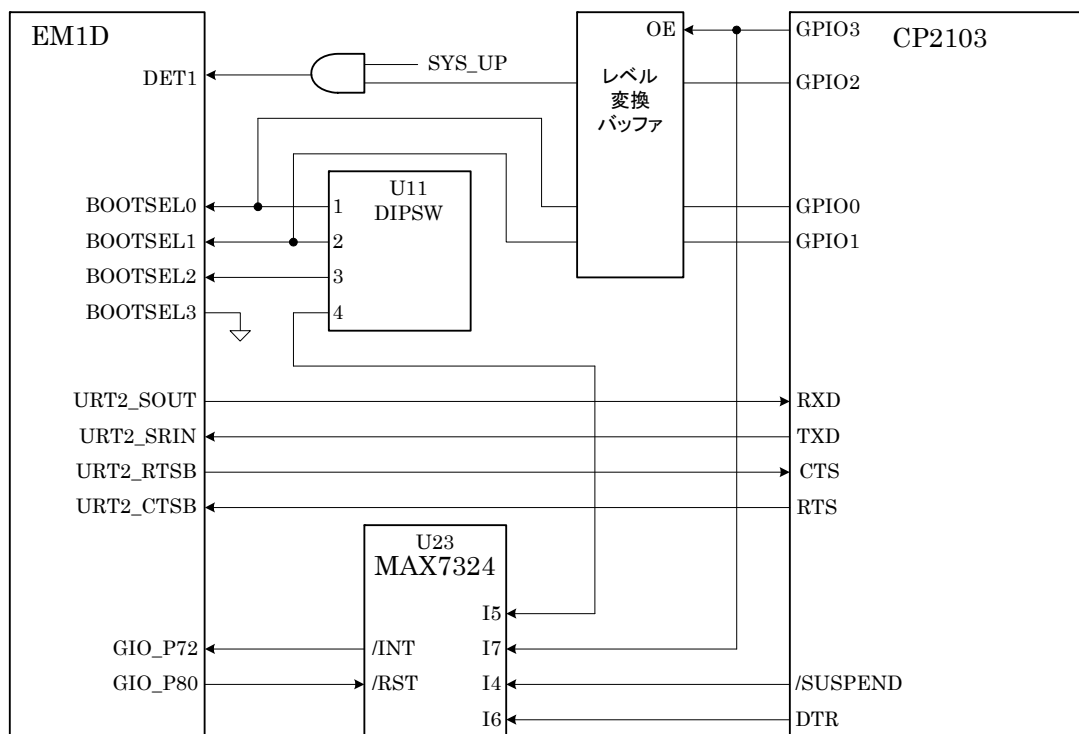 EM1D
DET1
BOOTSEL0
BOOTSEL1
BOOTSEL2
BOOTSEL3
URT2_SOUT
URT2_SRIN
URT2_RTSB
URT2_CTSB
GIO_P72
GIO_P80
SYS_UP
U11
DIPSW
1
2
3
4
U23
MAX7324
I5
/INT
I7
/RST
I4
I6
OE
レベル
変換
バッファ
CP2103
GPIO3
GPIO2
GPIO0
GPIO1
RXD
TXD
CTS
RTS
/SUSPEND
DTR